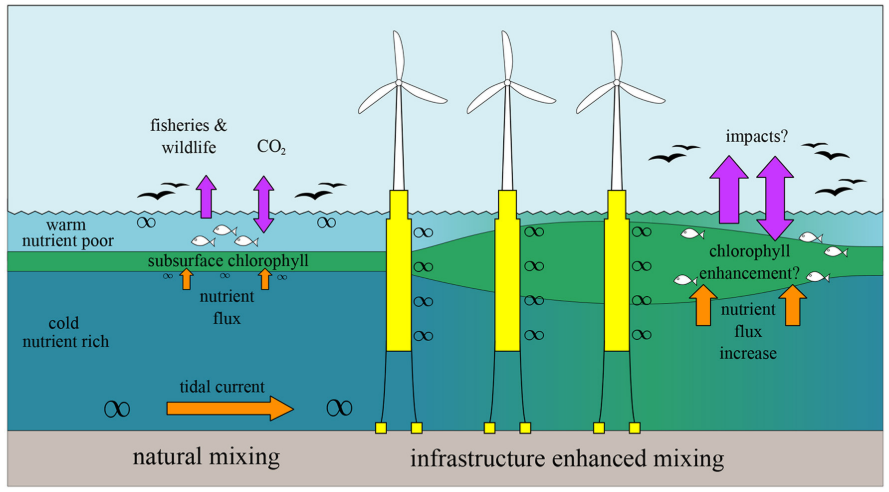 fisheries &
wildlife
CO₂
impacts?
warm
nutrient poor
subsurface chlorophyll
chlorophyll
enhancement?
nutrient
flux
nutrient
flux
increase
cold
nutrient rich
tidal current
natural mixing
infrastructure enhanced mixing